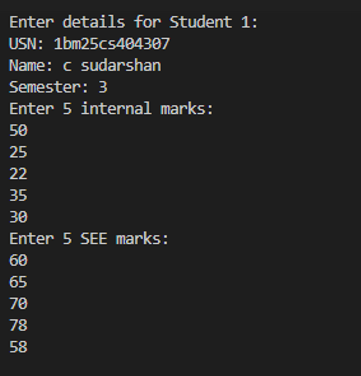 Enter details for Student 1:
USN: 1bm25cs404307
Name: c sudarshan
Semester: 3
Enter 5 internal marks:
50
25
22
35
30
Enter 5 SEE marks:
60
65
70
78
58